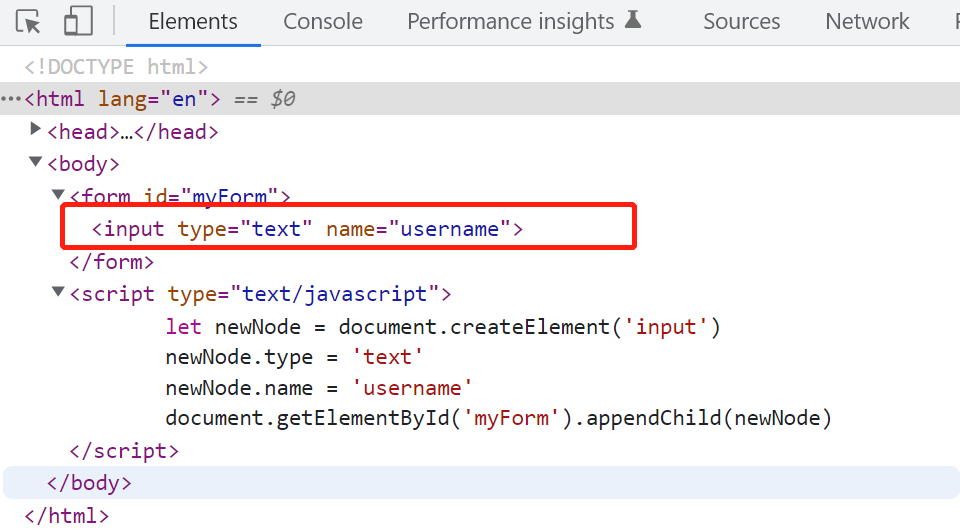 Elements Console Performance insights Sources Network
<!DOCTYPE html>
···<html lang="en"> == $0
<head>…</head>
<body>
<form id="myForm">
<input type="text" name="username">
</form>
<script type="text/javascript">
let newNode = document.createElement('input')
newNode.type = 'text'
newNode.name = 'username'
document.getElementById('myForm').appendChild(newNode)
</script>
</body>
</html>